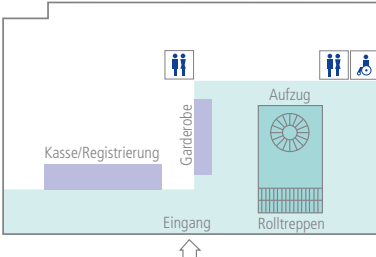 Aufzug
Garderobe
Kasse/Registrierung
Eingang
Rolltreppen